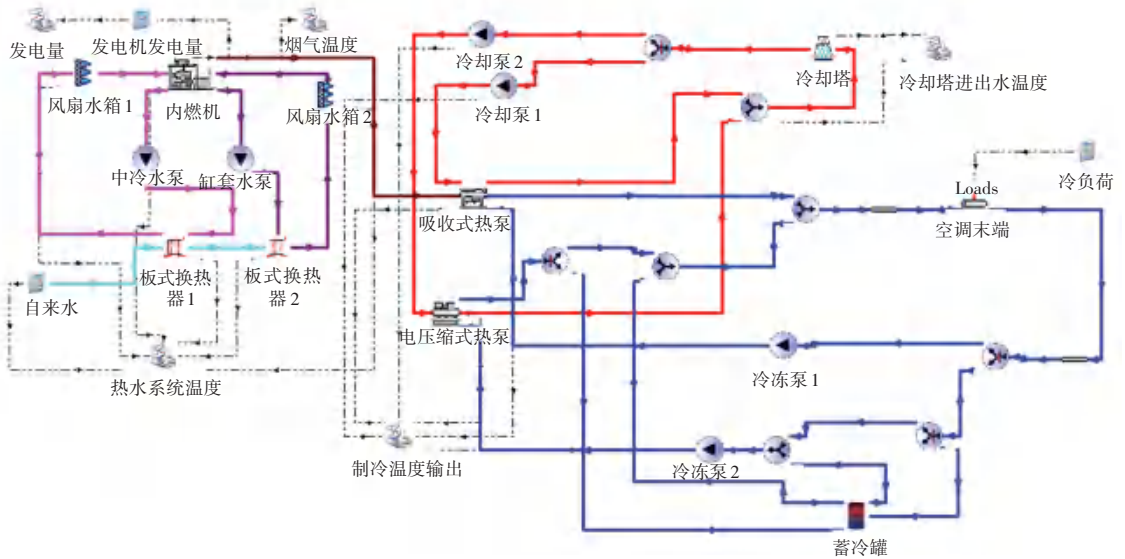 发电量
发电机发电量
烟气温度
冷却泵 2
冷却塔
冷却塔进出水温度
风扇水箱 1
内燃机
风扇水箱 2
冷却泵 1
中冷水泵
缸套水泵
Loads
冷负荷
吸收式热泵
空调末端
板式换热
器 1
板式换热
器 2
自来水
电压缩式热泵
冷冻泵 1
热水系统温度
制冷温度输出
冷冻泵 2
蓄冷罐